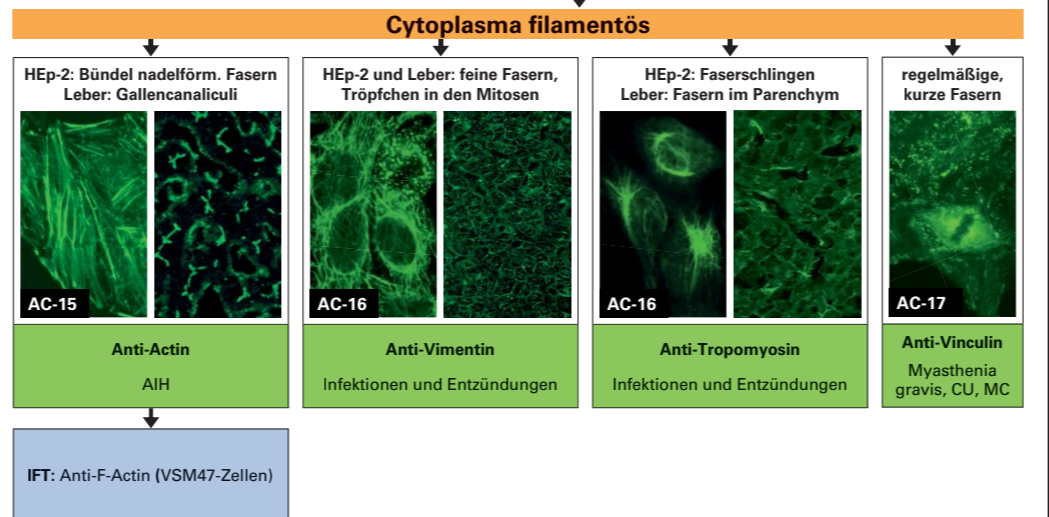 Cytoplasma filamentös
HEp-2: Bündel nadelförm. Fasern
Leber: Gallencanaliculi
AC-15
Anti-Actin
AIH
IFT: Anti-F-Actin (VSM47-Zellen)
HEp-2 und Leber: feine Fasern,
Tröpfchen in den Mitosen
AC-16
Anti-Vimentin
Infektionen und Entzündungen
HEp-2: Faserschlingen
Leber: Fasern im Parenchym
AC-16
Anti-Tropomyosin
Infektionen und Entzündungen
regelmäßige,
kurze Fasern
AC-17
Anti-Vinculin
Myasthenia
gravis, CU, MC